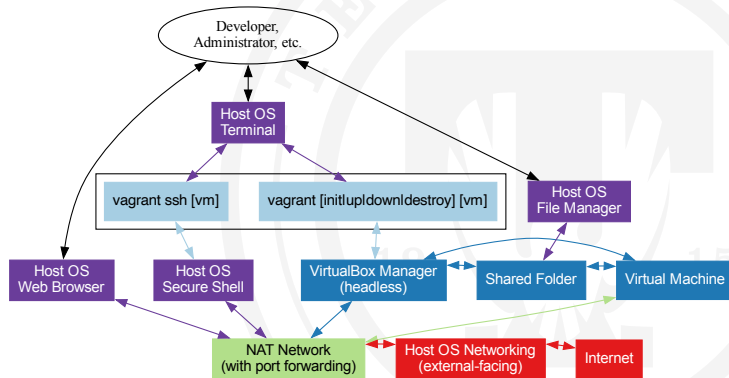 Developer,
Administrator, etc.
Host OS
Terminal
vagrant ssh [vm]
vagrant [init|up|down|destroy] [vm]
Host OS
File Manager
Host OS
Web Browser
Host OS
Secure Shell
VirtualBox Manager
(headless)
Shared Folder
Virtual Machine
NAT Network
(with port forwarding)
Host OS Networking
(external-facing)
Internet